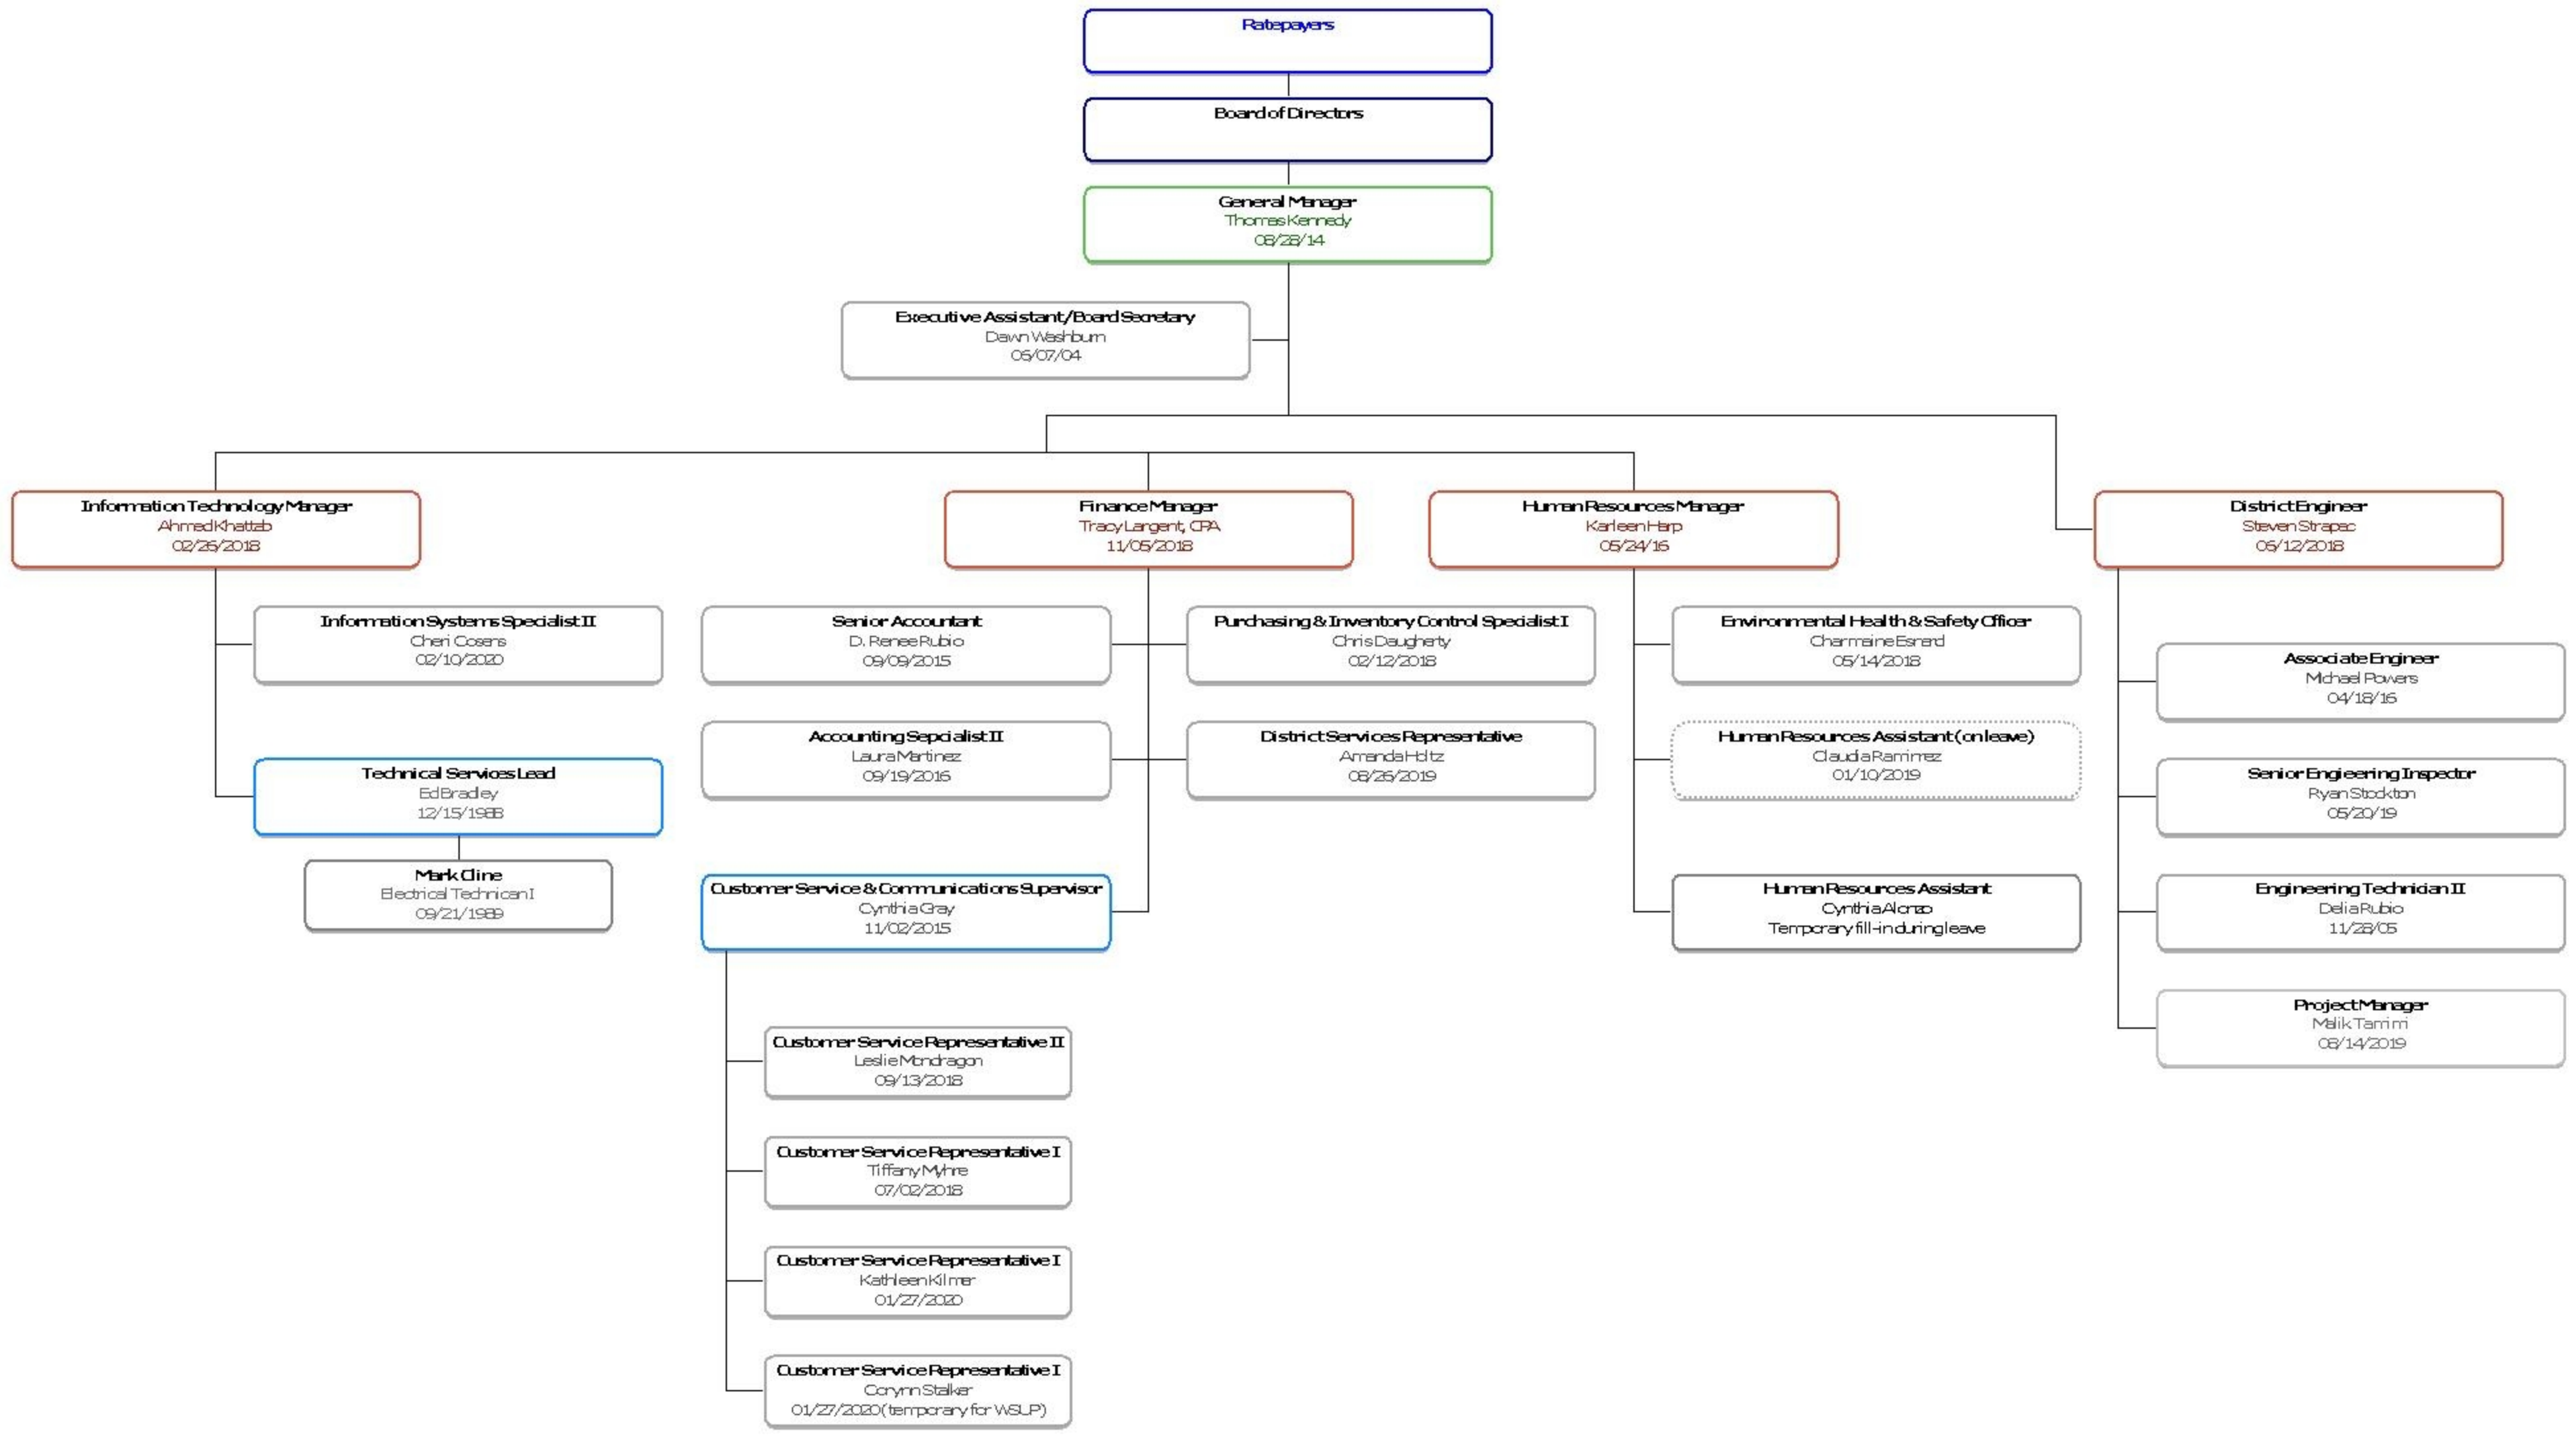 Ratepayers
Board of Directors
General Manager
Thomas Kennedy
08/28/14
Executive Assistant/Board Secretary
Dawn Washburn
06/07/04
Information Technology Manager
Ahmed Khattab
02/26/2018
Finance Manager
Tracy Largent, CPA
11/05/2018
Human Resources Manager
Karleen Harp
05/24/16
District Engineer
Steven Strapac
06/12/2018
Information Systems Specialist II
Cheri Cosens
02/10/2020
Technical Services Lead
Ed Bradley
12/15/1988
Mark Cline
Electrical Technican I
09/21/1989
Senior Accountant
D. Renee Rubio
09/09/2015
Purchasing & Inventory Control Specialist I
Chris Daugherty
02/12/2018
Accounting Sepcialist II
Laura Martinez
09/19/2016
District Services Representative
Amanda Holtz
08/26/2019
Customer Service & Communications Supervisor
Cynthia Gray
11/02/2015
Customer Service Representative II
Leslie Mondragon
09/13/2018
Customer Service Representative I
Tiffany Myhre
07/02/2018
Customer Service Representative I
Kathleen Kilmer
01/27/2020
Customer Service Representative I
Corynn Stalker
01/27/2020 (temporary for WSUP)
Environmental Health & Safety Officer
Charmaine Esnard
05/14/2018
Human Resources Assistant (on leave)
Claudia Ramirmez
01/10/2019
Human Resources Assistant
Cynthia Alonzo
Temporary fill-in during leave
Associate Engineer
Michael Powers
04/18/16
Senior Engieering Inspector
Ryan Stockton
05/20/19
Engineering Technician II
Delia Rubio
11/28/05
Project Manager
Malik Tamimi
08/14/2019